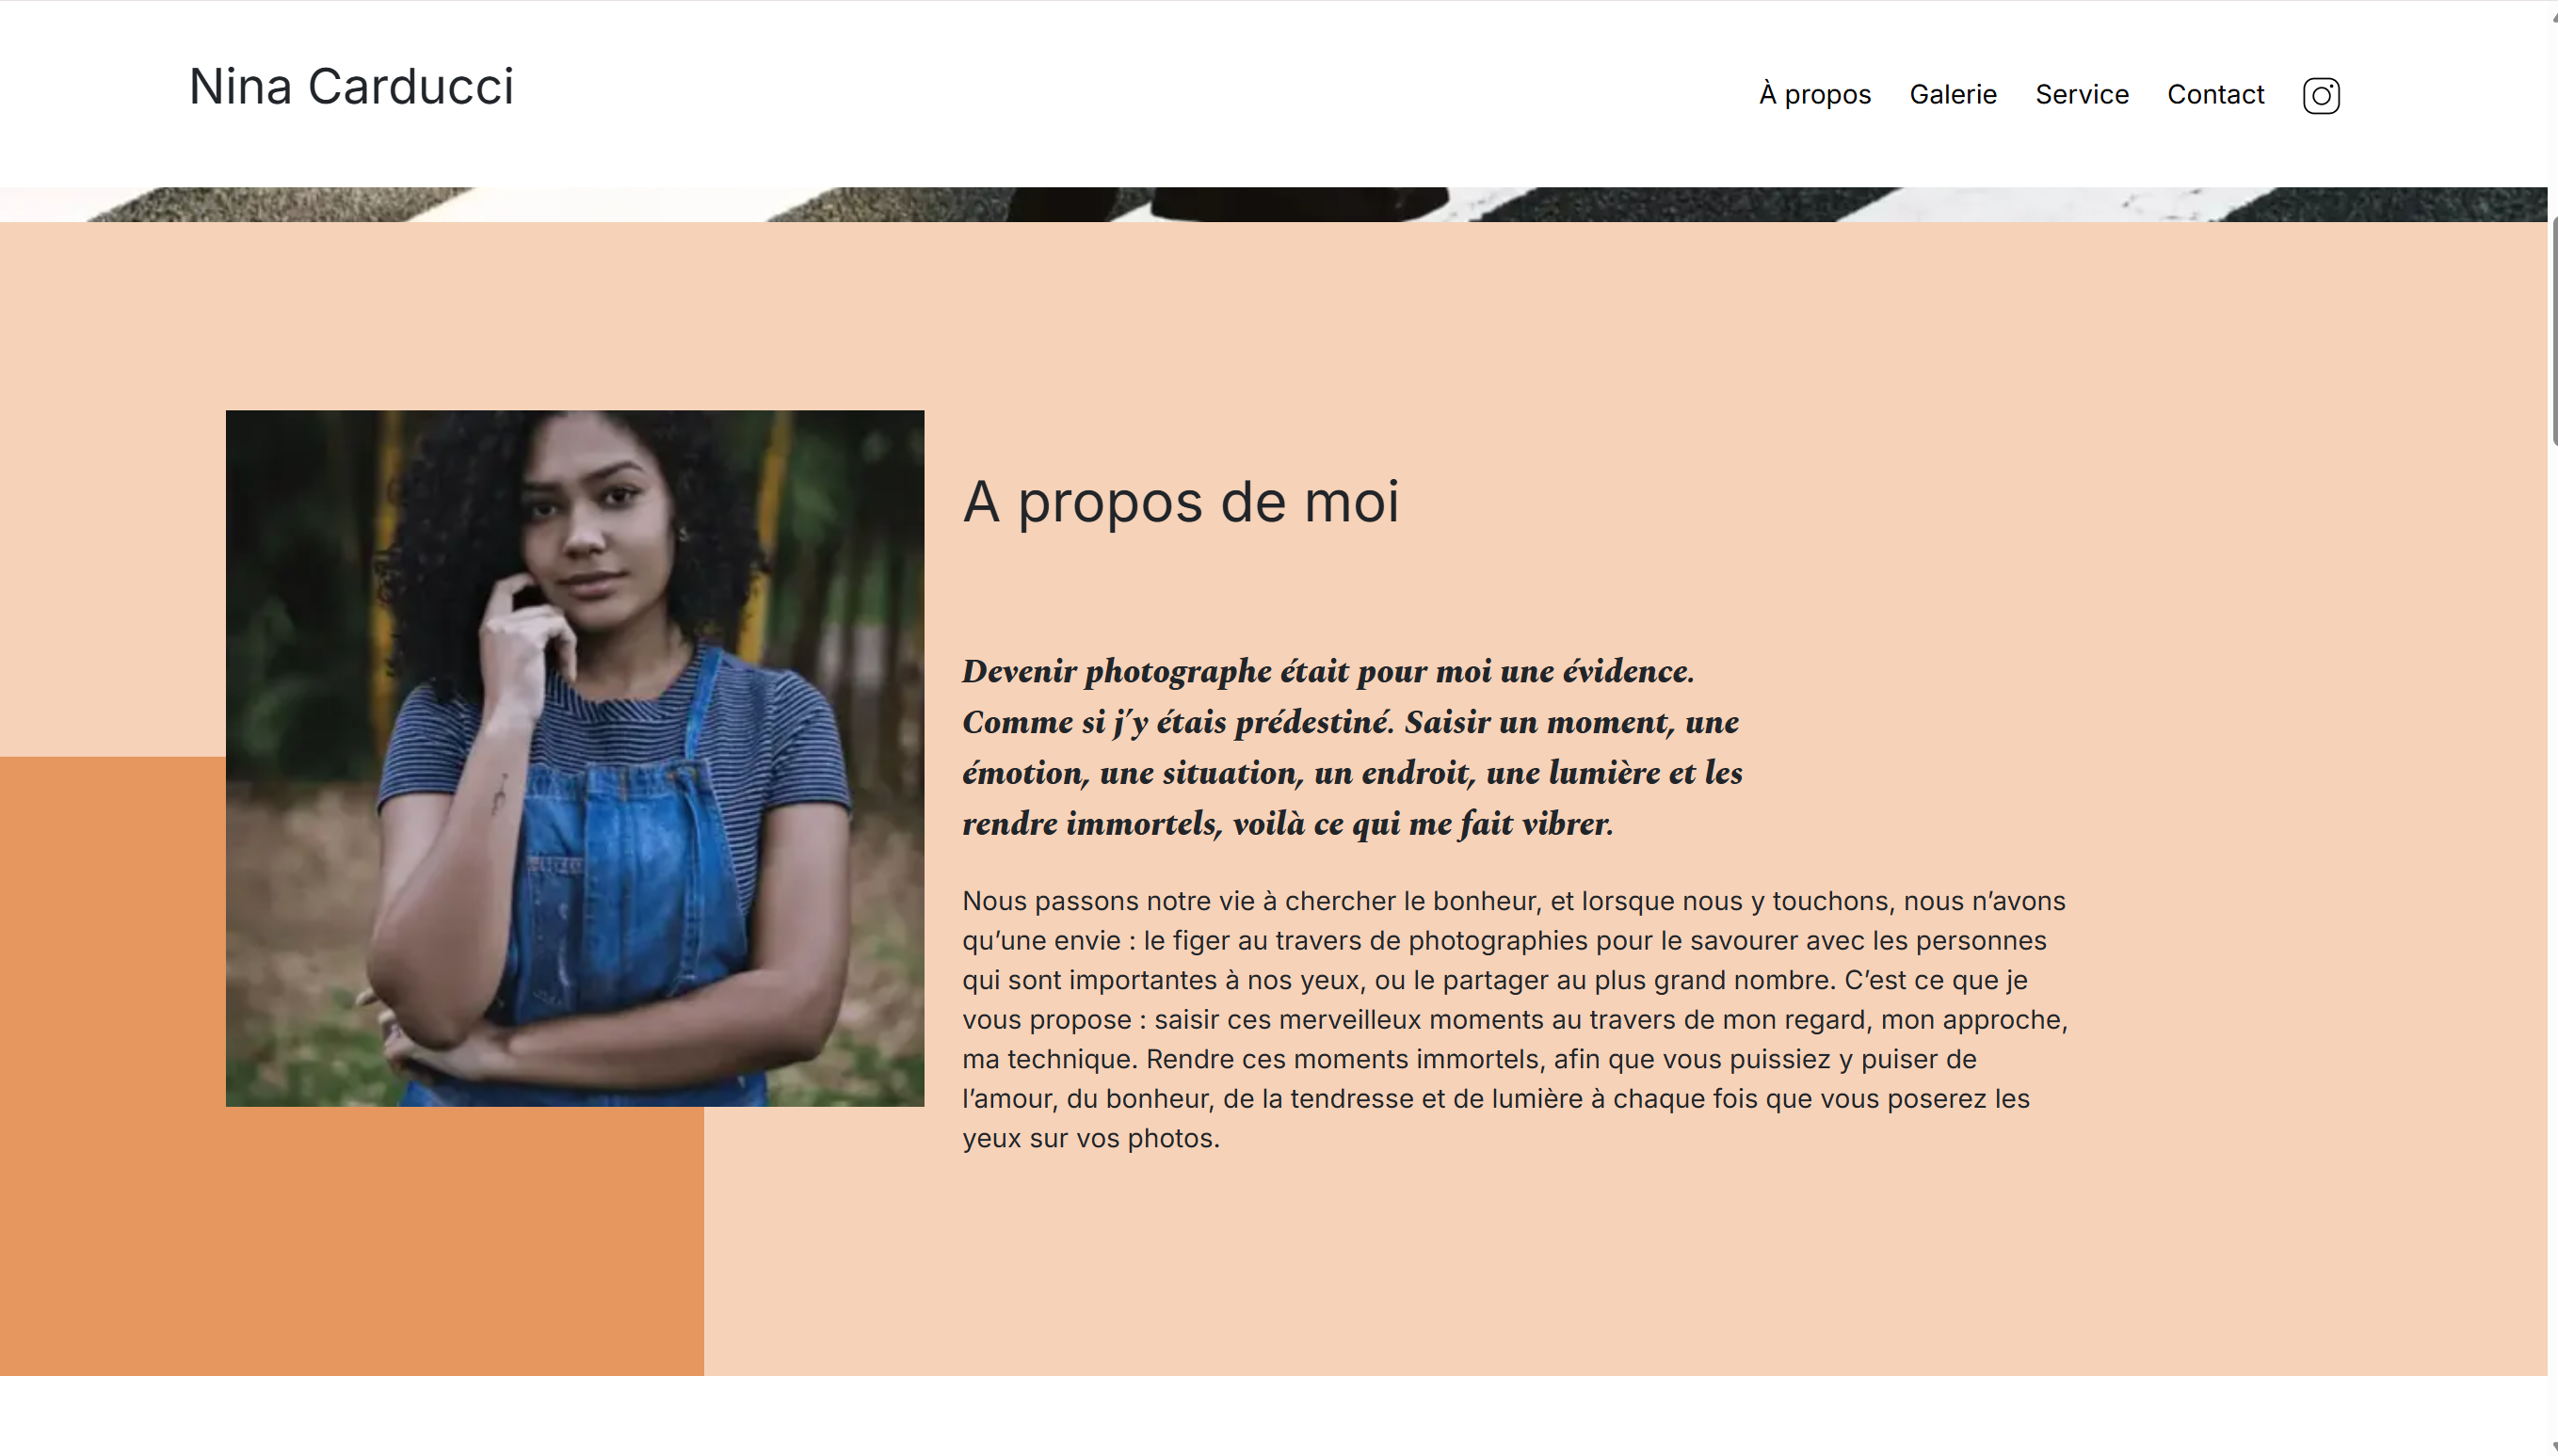 Nina Carducci
À propos Galerie Service Contact
A propos de moi
Devenir photographe était pour moi une évidence.
Comme si j'y étais prédestiné. Saisir un moment, une
émotion, une situation, un endroit, une lumière et les
rendre immortels, voilà ce qui me fait vibrer.
Nous passons notre vie à chercher le bonheur, et lorsque nous y touchons, nous n’avons
qu’une envie : le figer au travers de photographies pour le savourer avec les personnes
qui sont importantes à nos yeux, ou le partager au plus grand nombre. C’est ce que je
vous propose : saisir ces merveilleux moments au travers de mon regard, mon approche,
ma technique. Rendre ces moments immortels, afin que vous puissiez y puiser de
l’amour, du bonheur, de la tendresse et de lumière à chaque fois que vous poserez les
yeux sur vos photos.